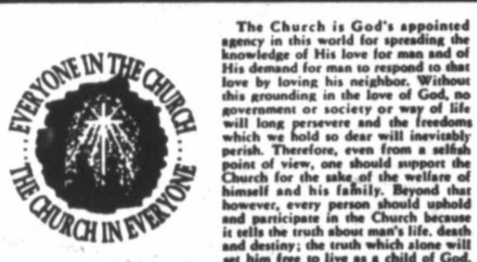 EVERYONE IN THE CHURCH
THE CHURCH IN EVERYONE
The Church is God's appointed
agency in this world for spreading the
knowledge of His love for man and of
His demand for man to respond to that
love by loving his neighbor. Without
this grounding in the love of God, no
government or society or way of life
will long persevere and the freedoms
which we hold so dear will inevitably
perish. Therefore, even from a selfish
point of view, one should support the
Church for the sake of the welfare of
himself and his family. Beyond that
however, every person should uphold
and participate in the Church because
it tells the truth about man's life, death
and destiny; the truth which alone will
set him free to live as a child of God.